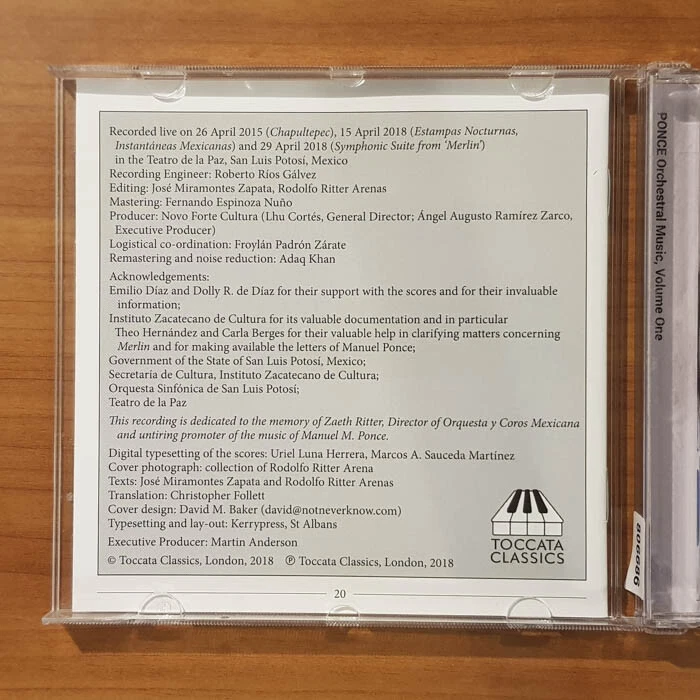 Recorded live on 26 April 2015 (Chapultepec), 15 April 2018 (Estampas Nocturnas,
Instantáneas Mexicanas) and 29 April 2018 (Symphonic Suite from ‘Merlin’)
in the Teatro de la Paz, San Luis Potosí, Mexico
Recording Engineer: Roberto Ríos Gálvez
Editing: José Miramontes Zapata, Rodolfo Ritter Arenas
Mastering: Fernando Espinoza Nuño
Producer: Novo Forte Cultura (Lhu Cortés, General Director; Ángel Augusto Ramírez Zarco,
Executive Producer)
Logistical co-ordination: Froylán Padrón Zárate
Remastering and noise reduction: Adaq Khan
Acknowledgements:
Emilio Díaz and Dolly R. de Díaz for their support with the scores and for their invaluable
information;
Instituto Zacatecano de Cultura for its valuable documentation and in particular
Theo Hernández and Carla Berges for their valuable help in clarifying matters concerning
Merlin and for making available the letters of Manuel Ponce;
Government of the State of San Luis Potosí, Mexico;
Secretaría de Cultura, Instituto Zacatecano de Cultura;
Orquesta Sinfónica de San Luis Potosí;
Teatro de la Paz
This recording is dedicated to the memory of Zaeth Ritter, Director of Orquesta y Coros Mexicana
and untiring promoter of the music of Manuel M. Ponce.
Digital typesetting of the scores: Uriel Luna Herrera, Marcos A. Sauceda Martínez
Cover photograph: collection of Rodolfo Ritter Arena
Texts: José Miramontes Zapata and Rodolfo Ritter Arenas
Translation: Christopher Follett
Cover design: David M. Baker (david@notneverknow.com)
Typesetting and lay-out: Kerrypress, St Albans
Executive Producer: Martin Anderson
© Toccata Classics, London, 2018 ℗ Toccata Classics, London, 2018
TOCCATA
CLASSICS
20
PONCE Orchestral Music, Volume One
806686